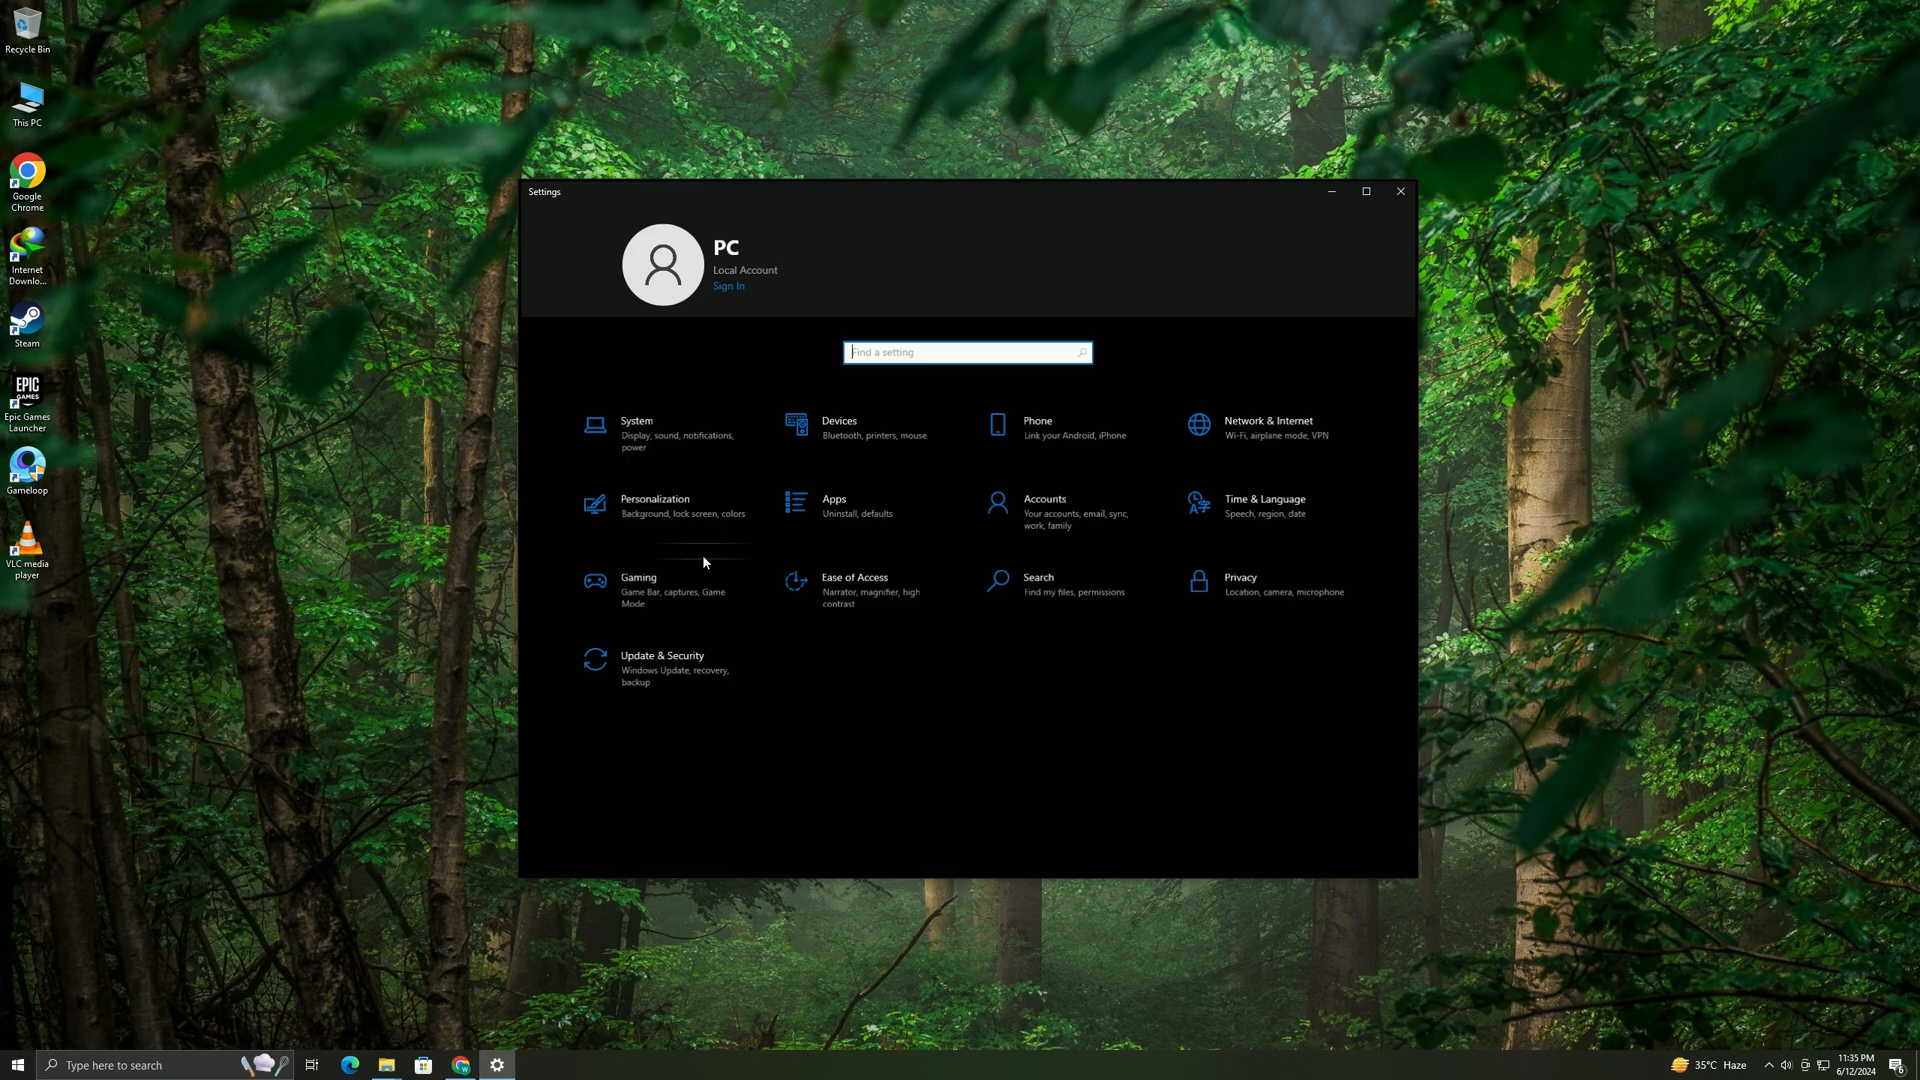 Recycle Bin
This PC
Google
Chrome
Internet
Downlo...
Steam
EPIC
GAMES
Epic Games
Launcher
Gameloop
VLC media
player
Settings
PC
Local Account
Sign In
Find a setting
System
Display, sound, notifications,
power
Devices
Bluetooth, printers, mouse
Phone
Link your Android, iPhone
Network & Internet
Wi-Fi, airplane mode, VPN
Personalization
Background, lock screen, colors
Apps
Uninstall, defaults
Accounts
Your accounts, email, sync,
work, family
Time & Language
Speech, region, date
Gaming
Game Bar, captures, Game
Mode
Ease of Access
Narrator, magnifier, high
contrast
Search
Find my files, permissions
Privacy
Location, camera, microphone
Update & Security
Windows Update, recovery,
backup
Type here to search
35°C Haze
11:35 PM
6/12/2024
6